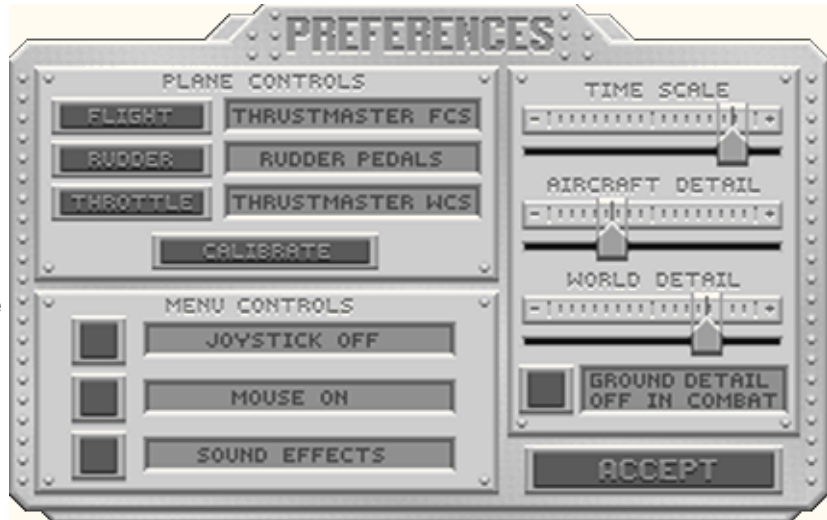 PREFERENCES
PLANE CONTROLS
FLIGHT
THRUSTMASTER FCS
RUDDER
RUDDER PEDALS
THROTTLE
THRUSTMASTER WCS
CALIBRATE
MENU CONTROLS
JOYSTICK OFF
MOUSE ON
SOUND EFFECTS
TIME SCALE
- +
AIRCRAFT DETAIL
- +
WORLD DETAIL
- +
GROUND DETAIL
OFF IN COMBAT
ACCEPT